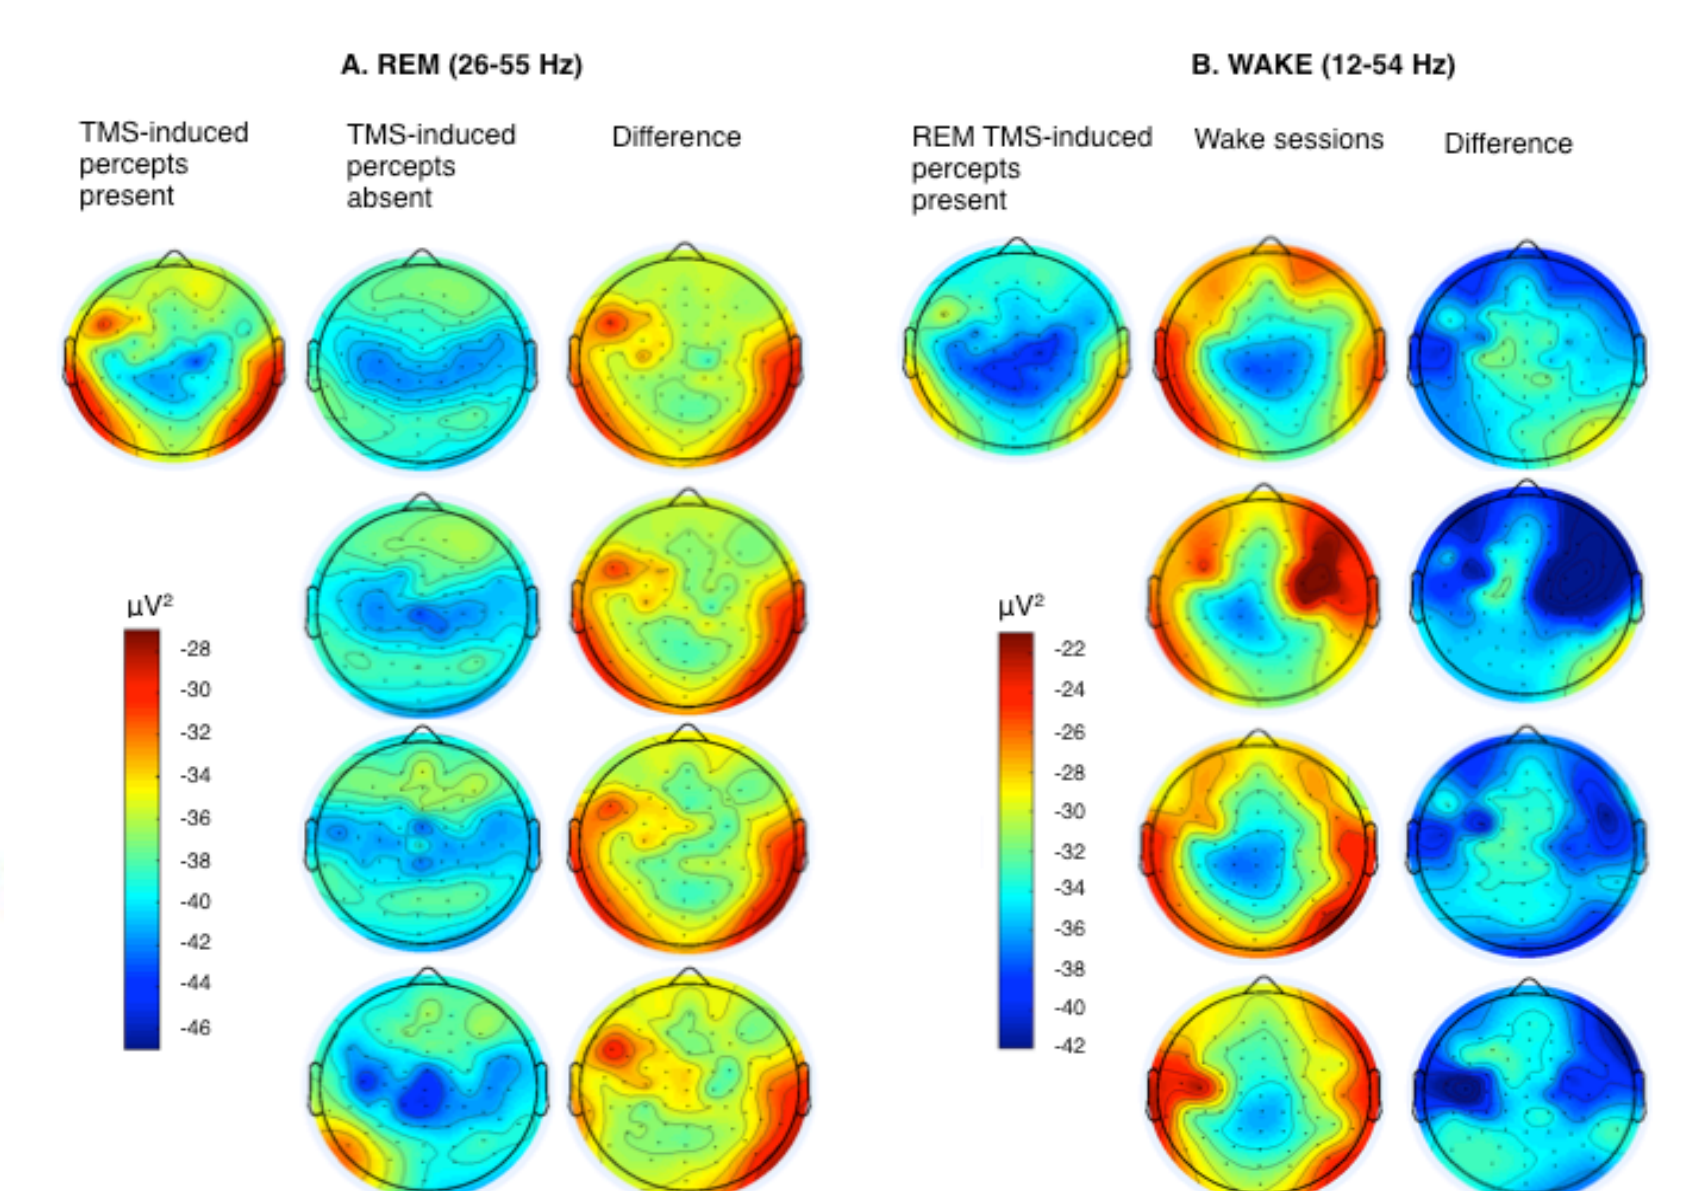 A. REM (26-55 Hz)
B. WAKE (12-54 Hz)
TMS-induced
percepts
present
TMS-induced
percepts
absent
Difference
REM TMS-induced
percepts
present
Wake sessions
Difference
µV²
-28
-30
-32
-34
-36
-38
-40
-42
-44
-46
µV²
-22
-24
-26
-28
-30
-32
-34
-36
-38
-40
-42